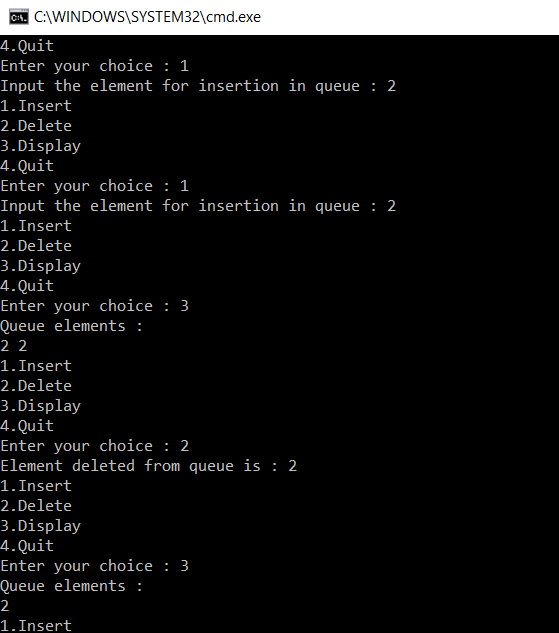 C:\WINDOWS\SYSTEM32\cmd.exe
4.Quit
Enter your choice : 1
Input the element for insertion in queue : 2
1.Insert
2.Delete
3.Display
4.Quit
Enter your choice : 1
Input the element for insertion in queue : 2
1.Insert
2.Delete
3.Display
4.Quit
Enter your choice : 3
Queue elements :
2 2
1.Insert
2.Delete
3.Display
4.Quit
Enter your choice : 2
Element deleted from queue is : 2
1.Insert
2.Delete
3.Display
4.Quit
Enter your choice : 3
Queue elements :
2
1.Insert